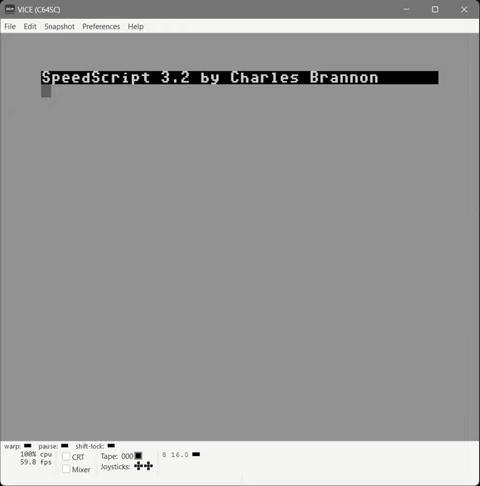 VICE (C64SC)
File Edit Snapshot Preferences Help
SpeedScript 3.2 by Charles Brannon
warp: pause: shift-lock:
100% cpu
59.8 fps
CRT
Mixer
Tape: 000
Joysticks:
8 16.0